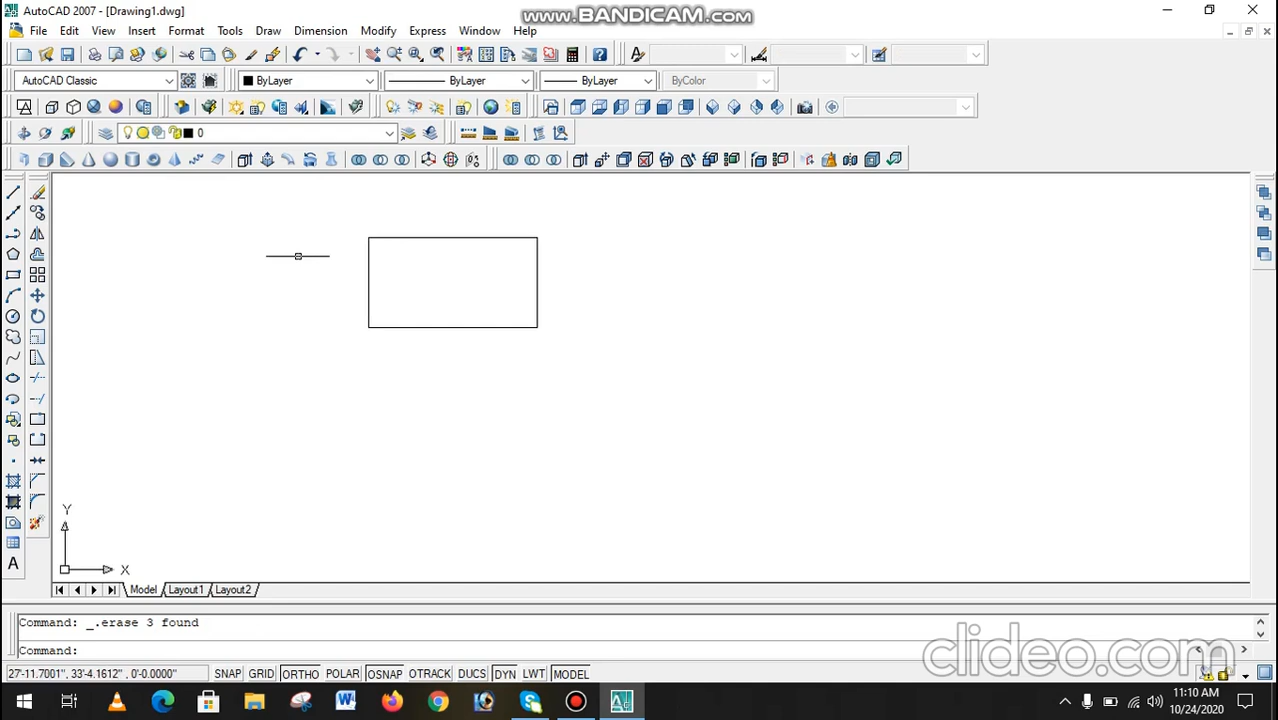 AutoCAD 2007 - [Drawing1.dwg]
www.BANDICAM.com
File Edit View Insert Format Tools Draw Dimension Modify Express Window Help
AutoCAD Classic ByLayer ByLayer ByLayer ByColor
0
Y
X
Model Layout1 Layout2
Command: _.erase 3 found
Command:
clideo.com
27'-11.7001", 33'-4.1612", 0'-0.0000" SNAP GRID ORTHO POLAR OSNAP OTRACK DUCS DYN LWT MODEL
11:10 AM
10/24/2020